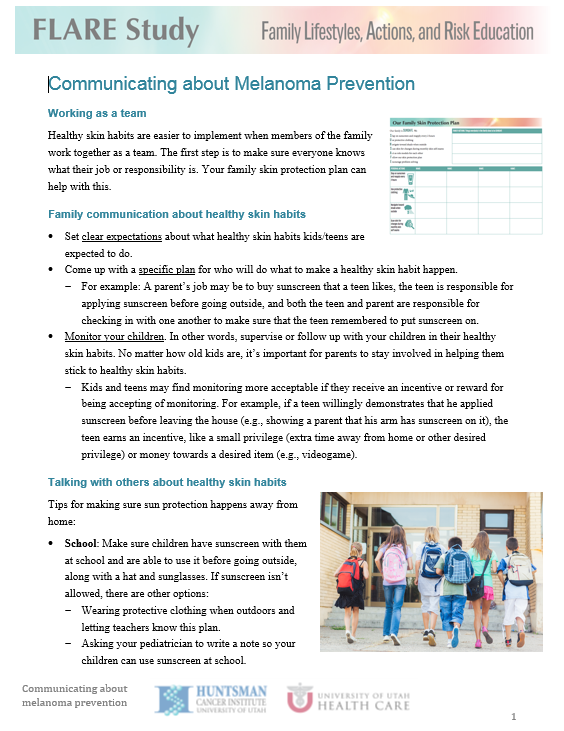 FLARE Study
Family Lifestyles, Actions, and Risk Education
Communicating about Melanoma Prevention
Working as a team
Healthy skin habits are easier to implement when members of the family
work together as a team. The first step is to make sure everyone knows
what their job or responsibility is. Your family skin protection plan can
help with this.
Our Family Skin Protection Plan
Family communication about healthy skin habits
• Set clear expectations about what healthy skin habits kids/teens are
expected to do.
• Come up with a specific plan for who will do what to make a healthy skin habit happen.
– For example: A parent's job may be to buy sunscreen that a teen likes, the teen is responsible for
applying sunscreen before going outside, and both the teen and parent are responsible for
checking in with one another to make sure that the teen remembered to put sunscreen on.
• Monitor your children. In other words, supervise or follow up with your children in their healthy
skin habits. No matter how old kids are, it's important for parents to stay involved in helping them
stick to healthy skin habits.
– Kids and teens may find monitoring more acceptable if they receive an incentive or reward for
being accepting of monitoring. For example, if a teen willingly demonstrates that he applied
sunscreen before leaving the house (e.g., showing a parent that his arm has sunscreen on it), the
teen earns an incentive, like a small privilege (extra time away from home or other desired
privilege) or money towards a desired item (e.g., videogame).
Talking with others about healthy skin habits
Tips for making sure sun protection happens away from
home:
• School: Make sure children have sunscreen with them
at school and are able to use it before going outside,
along with a hat and sunglasses. If sunscreen isn't
allowed, there are other options:
– Wearing protective clothing when outdoors and
letting teachers know this plan.
– Asking your pediatrician to write a note so your
children can use sunscreen at school.
Communicating about
melanoma prevention
HUNTSMAN
CANCER INSTITUTE
UNIVERSITY OF UTAH
UNIVERSITY OF UTAH
HEALTH CARE
1